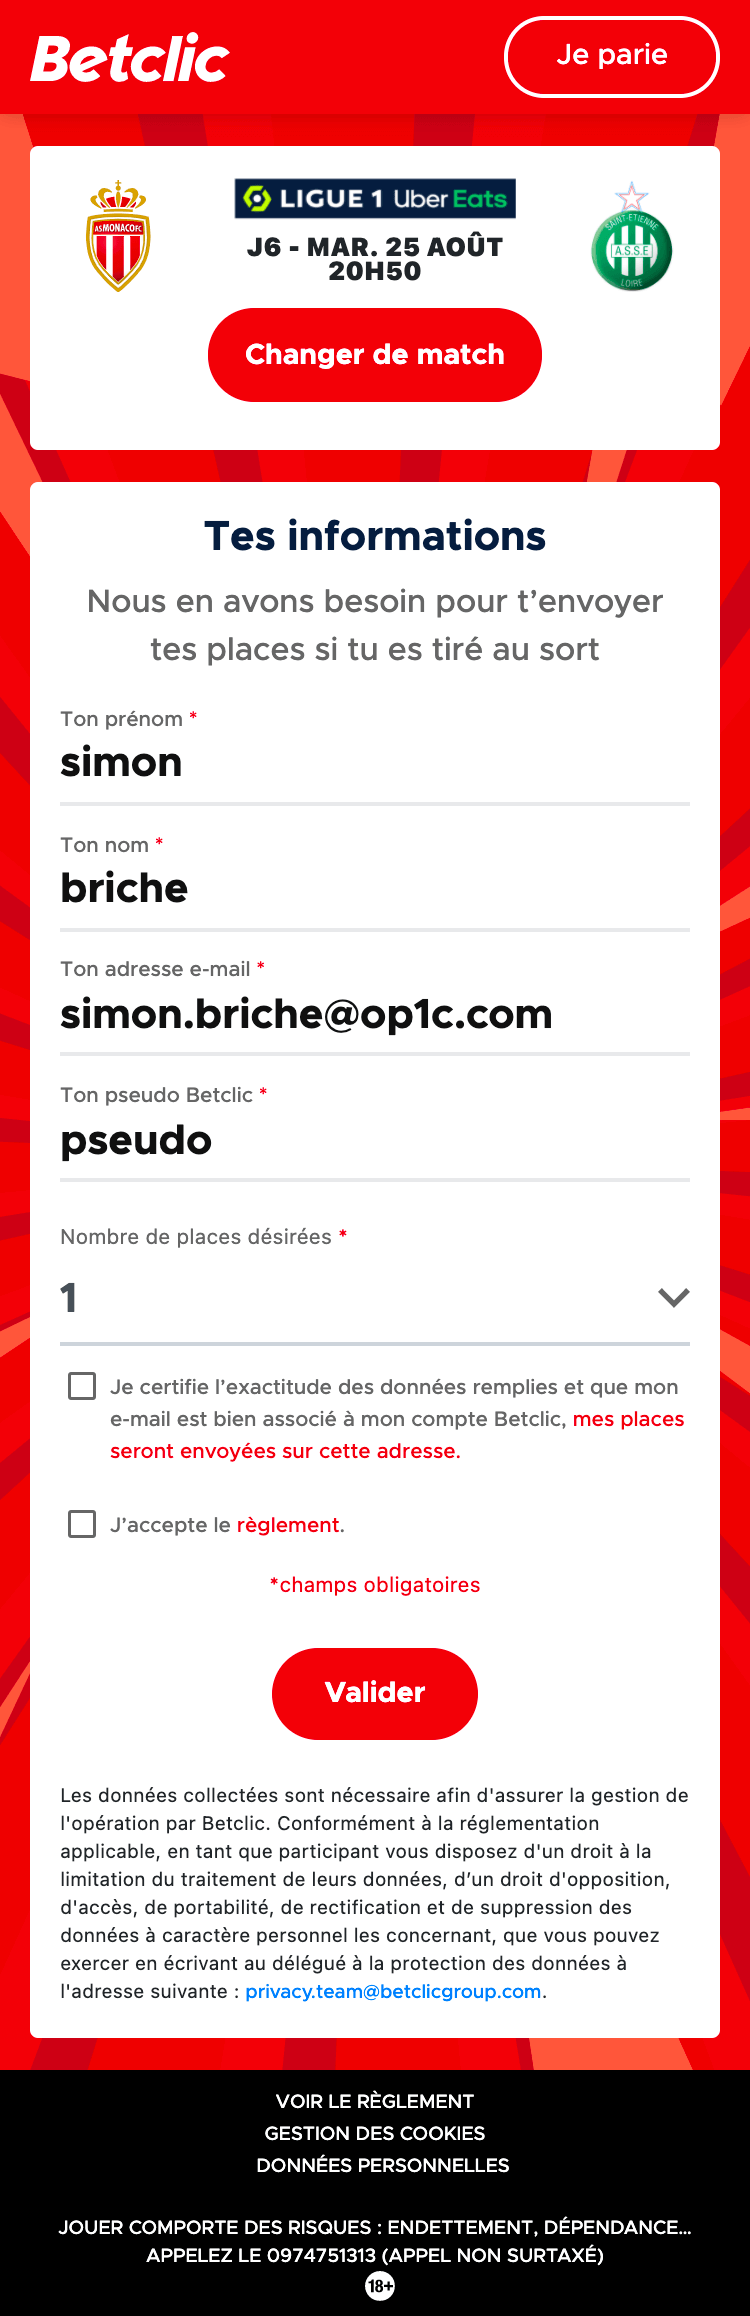 Betclic
Je parie
LIGUE 1 Uber Eats
AS MONACO FC
SAINT-ETIENNE
A.S.S.E
LOIRE
J6 - MAR. 25 AOÛT
20H50
Changer de match
Tes informations
Nous en avons besoin pour t’envoyer
tes places si tu es tiré au sort
Ton prénom *
simon
Ton nom *
briche
Ton adresse e-mail *
simon.briche@op1c.com
Ton pseudo Betclic *
pseudo
Nombre de places désirées *
1
Je certifie l’exactitude des données remplies et que mon
e-mail est bien associé à mon compte Betclic, mes places
seront envoyées sur cette adresse.
J’accepte le règlement.
*champs obligatoires
Valider
Les données collectées sont nécessaire afin d'assurer la gestion de
l'opération par Betclic. Conformément à la réglementation
applicable, en tant que participant vous disposez d'un droit à la
limitation du traitement de leurs données, d’un droit d'opposition,
d'accès, de portabilité, de rectification et de suppression des
données à caractère personnel les concernant, que vous pouvez
exercer en écrivant au délégué à la protection des données à
l'adresse suivante : privacy.team@betclicgroup.com.
VOIR LE RÈGLEMENT
GESTION DES COOKIES
DONNÉES PERSONNELLES
JOUER COMPORTE DES RISQUES : ENDETTEMENT, DÉPENDANCE...
APPELEZ LE 0974751313 (APPEL NON SURTAXÉ)
18+